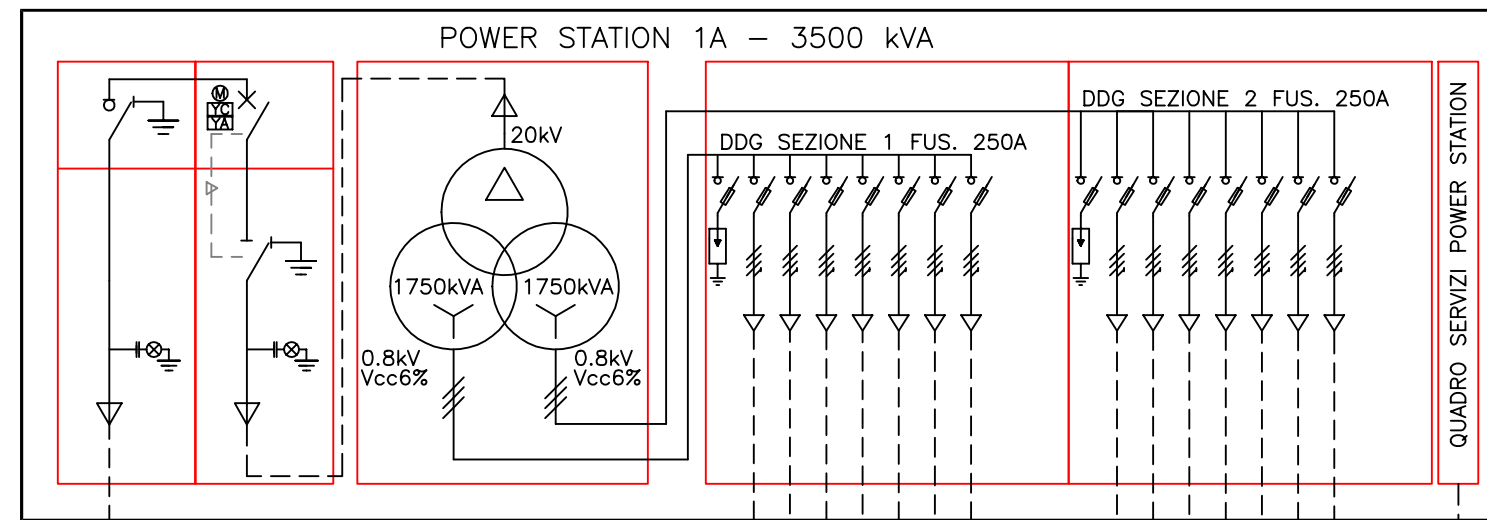 POWER STATION 1A – 3500 kVA
M
YC
YA
20kV
1750kVA
1750kVA
0.8kV
Vcc6%
0.8kV
Vcc6%
DDG SEZIONE 1 FUS. 250A
DDG SEZIONE 2 FUS. 250A
QUADRO SERVIZI POWER STATION